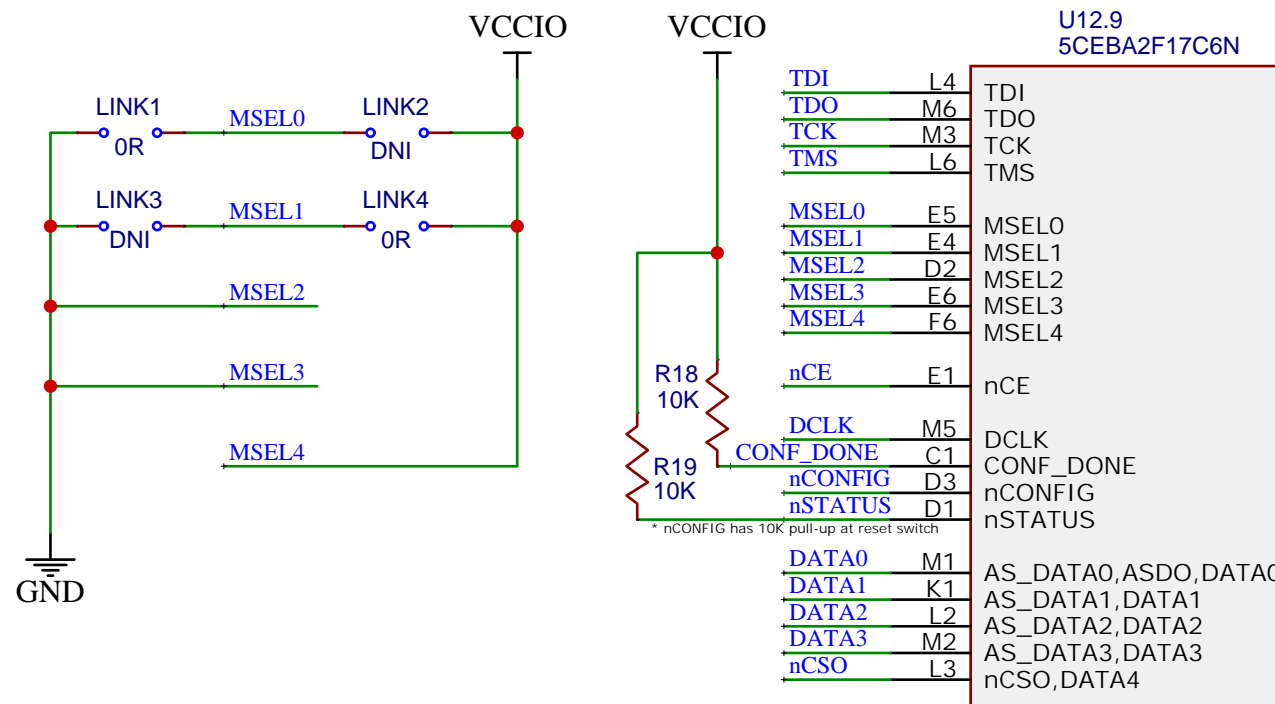 VCCIO
LINK1
MSEL0
LINK2
0R
DNI
LINK3
MSEL1
LINK4
DNI
0R
MSEL2
MSEL3
MSEL4
GND
VCCIO
R18
10K
R19
10K
U12.9
5CEBA2F17C6N
TDI L4 TDI
TDO M6 TDO
TCK M3 TCK
TMS L6 TMS
MSEL0 E5 MSEL0
MSEL1 E4 MSEL1
MSEL2 D2 MSEL2
MSEL3 E6 MSEL3
MSEL4 F6 MSEL4
nCE E1 nCE
DCLK M5 DCLK
CONF_DONE C1 CONF_DONE
nCONFIG D3 nCONFIG
nSTATUS D1 nSTATUS
* nCONFIG has 10K pull-up at reset switch
DATA0 M1 AS_DATA0,ASDO,DATA0
DATA1 K1 AS_DATA1,DATA1
DATA2 L2 AS_DATA2,DATA2
DATA3 M2 AS_DATA3,DATA3
nCSO L3 nCSO,DATA4